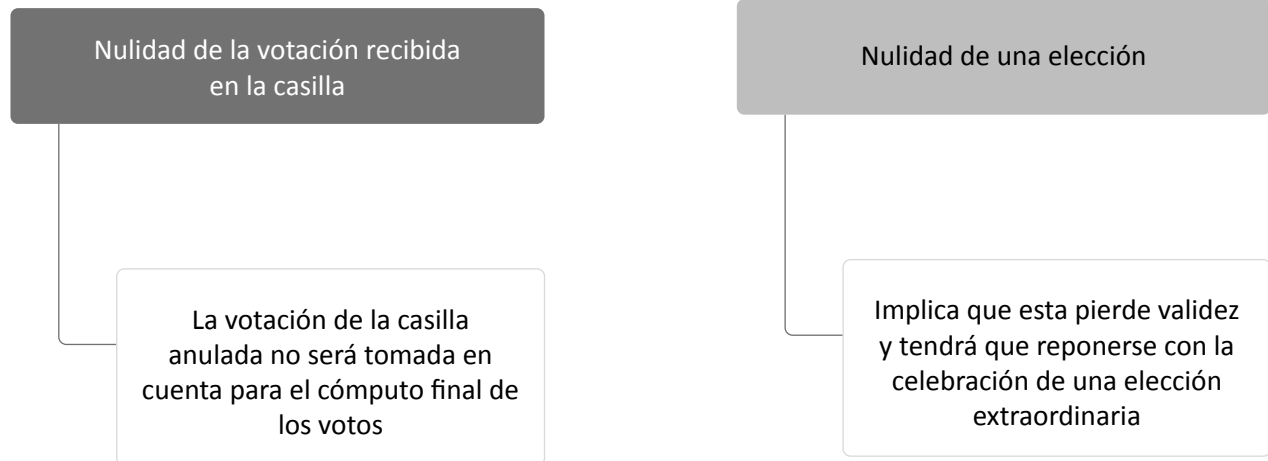 Nulidad de la votación recibida
en la casilla
La votación de la casilla
anulada no será tomada en
cuenta para el cómputo final de
los votos
Nulidad de una elección
Implica que esta pierde validez
y tendrá que reponerse con la
celebración de una elección
extraordinaria